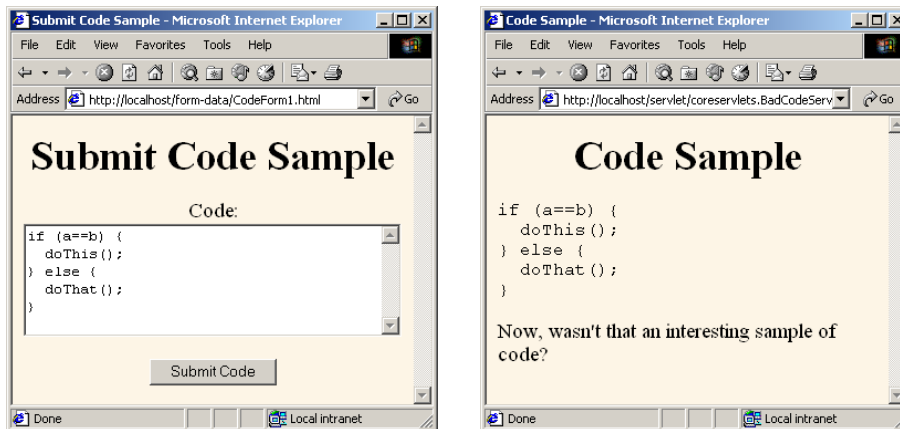 Submit Code Sample - Microsoft Internet Explorer
File Edit View Favorites Tools Help
Address http://localhost/form-data/CodeForm1.html Go
Submit Code Sample
Code:
if (a==b) {
  doThis();
} else {
  doThat();
}
Submit Code
Done Local intranet
Code Sample - Microsoft Internet Explorer
File Edit View Favorites Tools Help
Address http://localhost/servlet/coreservlets.BadCodeServ Go
Code Sample
if (a==b) {
  doThis();
} else {
  doThat();
}
Now, wasn't that an interesting sample of
code?
Done Local intranet